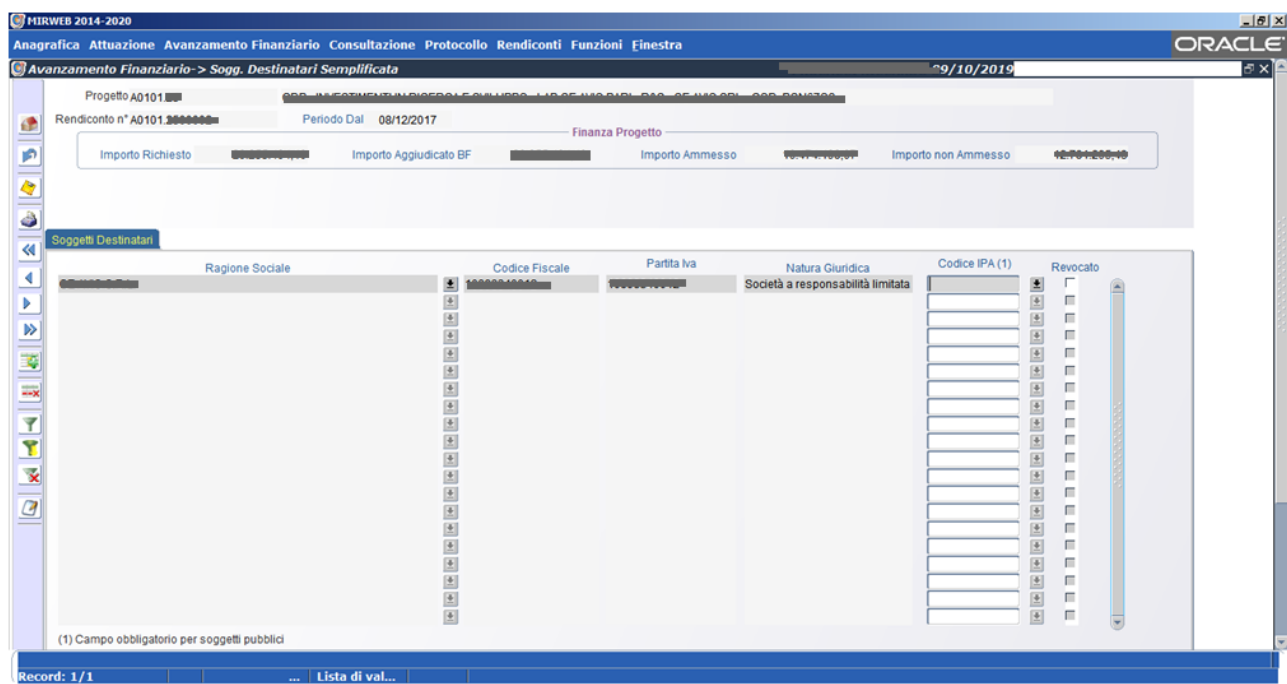 MIRWEB 2014-2020
Anagrafica Attuazione Avanzamento Finanziario Consultazione Protocollo Rendiconti Funzioni Finestra
ORACLE
Avanzamento Finanziario-> Sogg. Destinatari Semplificata 09/10/2019
Progetto A0101.
Rendiconto n° A0101. Periodo Dal 08/12/2017
Finanza Progetto
Importo Richiesto Importo Aggiudicato BF Importo Ammesso Importo non Ammesso
Soggetti Destinatari
Ragione Sociale Codice Fiscale Partita Iva Natura Giuridica Codice IPA (1) Revocato
Società a responsabilità limitata
(1) Campo obbligatorio per soggetti pubblici
Record: 1/1 ... Lista di val...